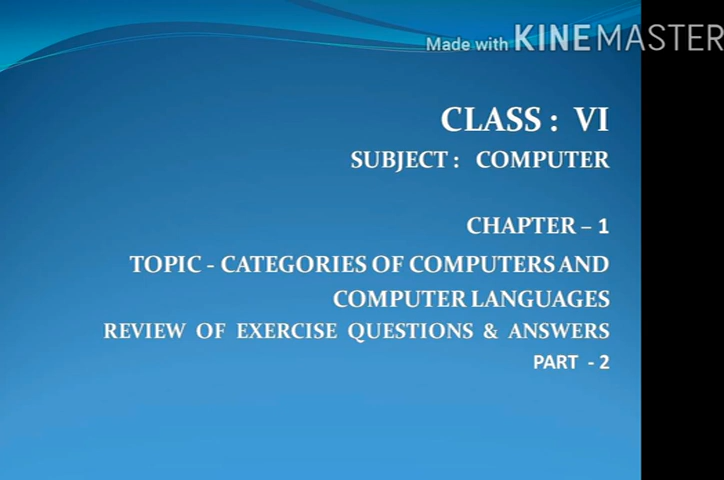 Made with KINEMASTER
CLASS : VI
SUBJECT : COMPUTER
CHAPTER – 1
TOPIC - CATEGORIES OF COMPUTERS AND
COMPUTER LANGUAGES
REVIEW OF EXERCISE QUESTIONS & ANSWERS
PART - 2